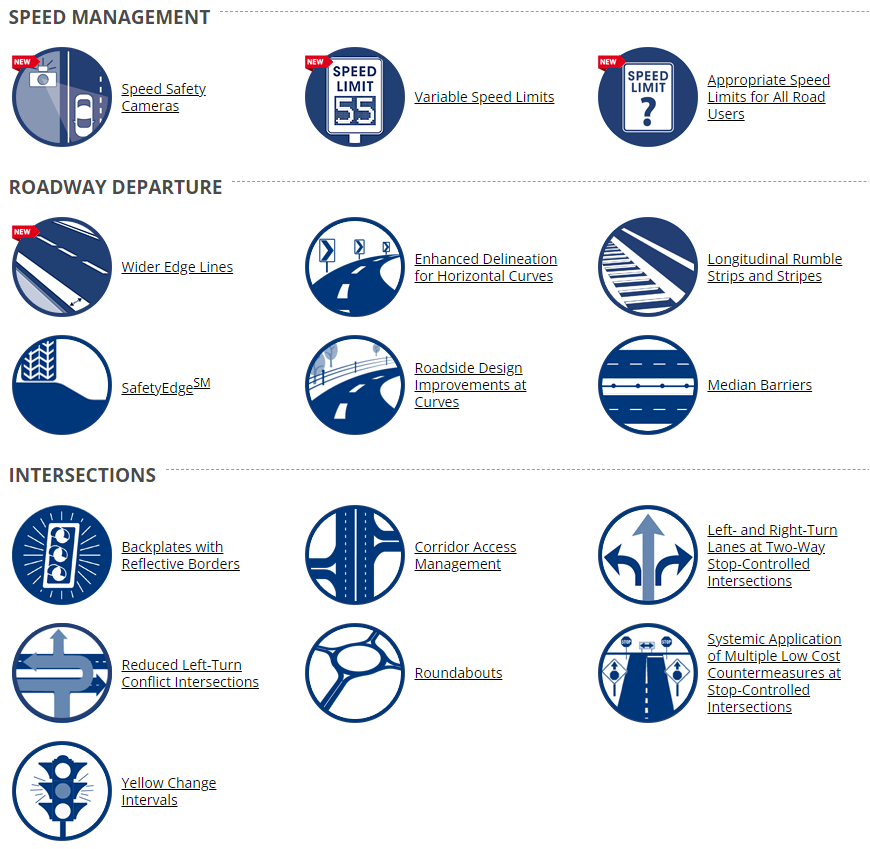 SPEED MANAGEMENT
NEW
Speed Safety
Cameras
NEW
SPEED
LIMIT
55
Variable Speed Limits
NEW
SPEED
LIMIT
?
Appropriate Speed
Limits for All Road
Users
ROADWAY DEPARTURE
NEW
Wider Edge Lines
Enhanced Delineation
for Horizontal Curves
Longitudinal Rumble
Strips and Stripes
SafetyEdgeSM
Roadside Design
Improvements at
Curves
Median Barriers
INTERSECTIONS
Backplates with
Reflective Borders
Corridor Access
Management
Left- and Right-Turn
Lanes at Two-Way
Stop-Controlled
Intersections
Reduced Left-Turn
Conflict Intersections
Roundabouts
STOP
STOP
Systemic Application
of Multiple Low Cost
Countermeasures at
Stop-Controlled
Intersections
Yellow Change
Intervals